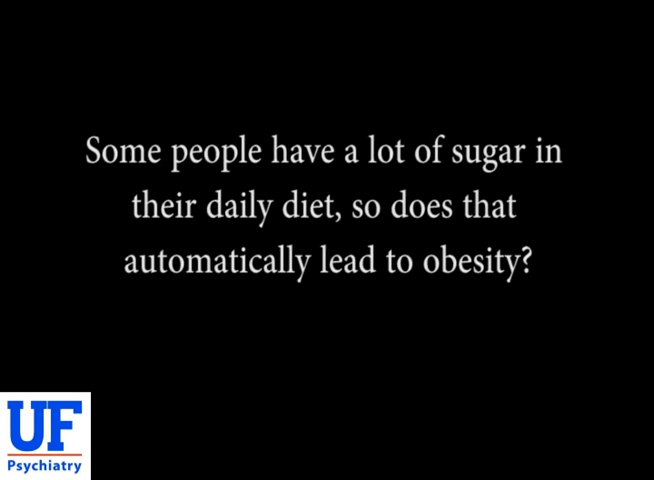 Some people have a lot of sugar in
their daily diet, so does that
automatically lead to obesity?
UF
Psychiatry